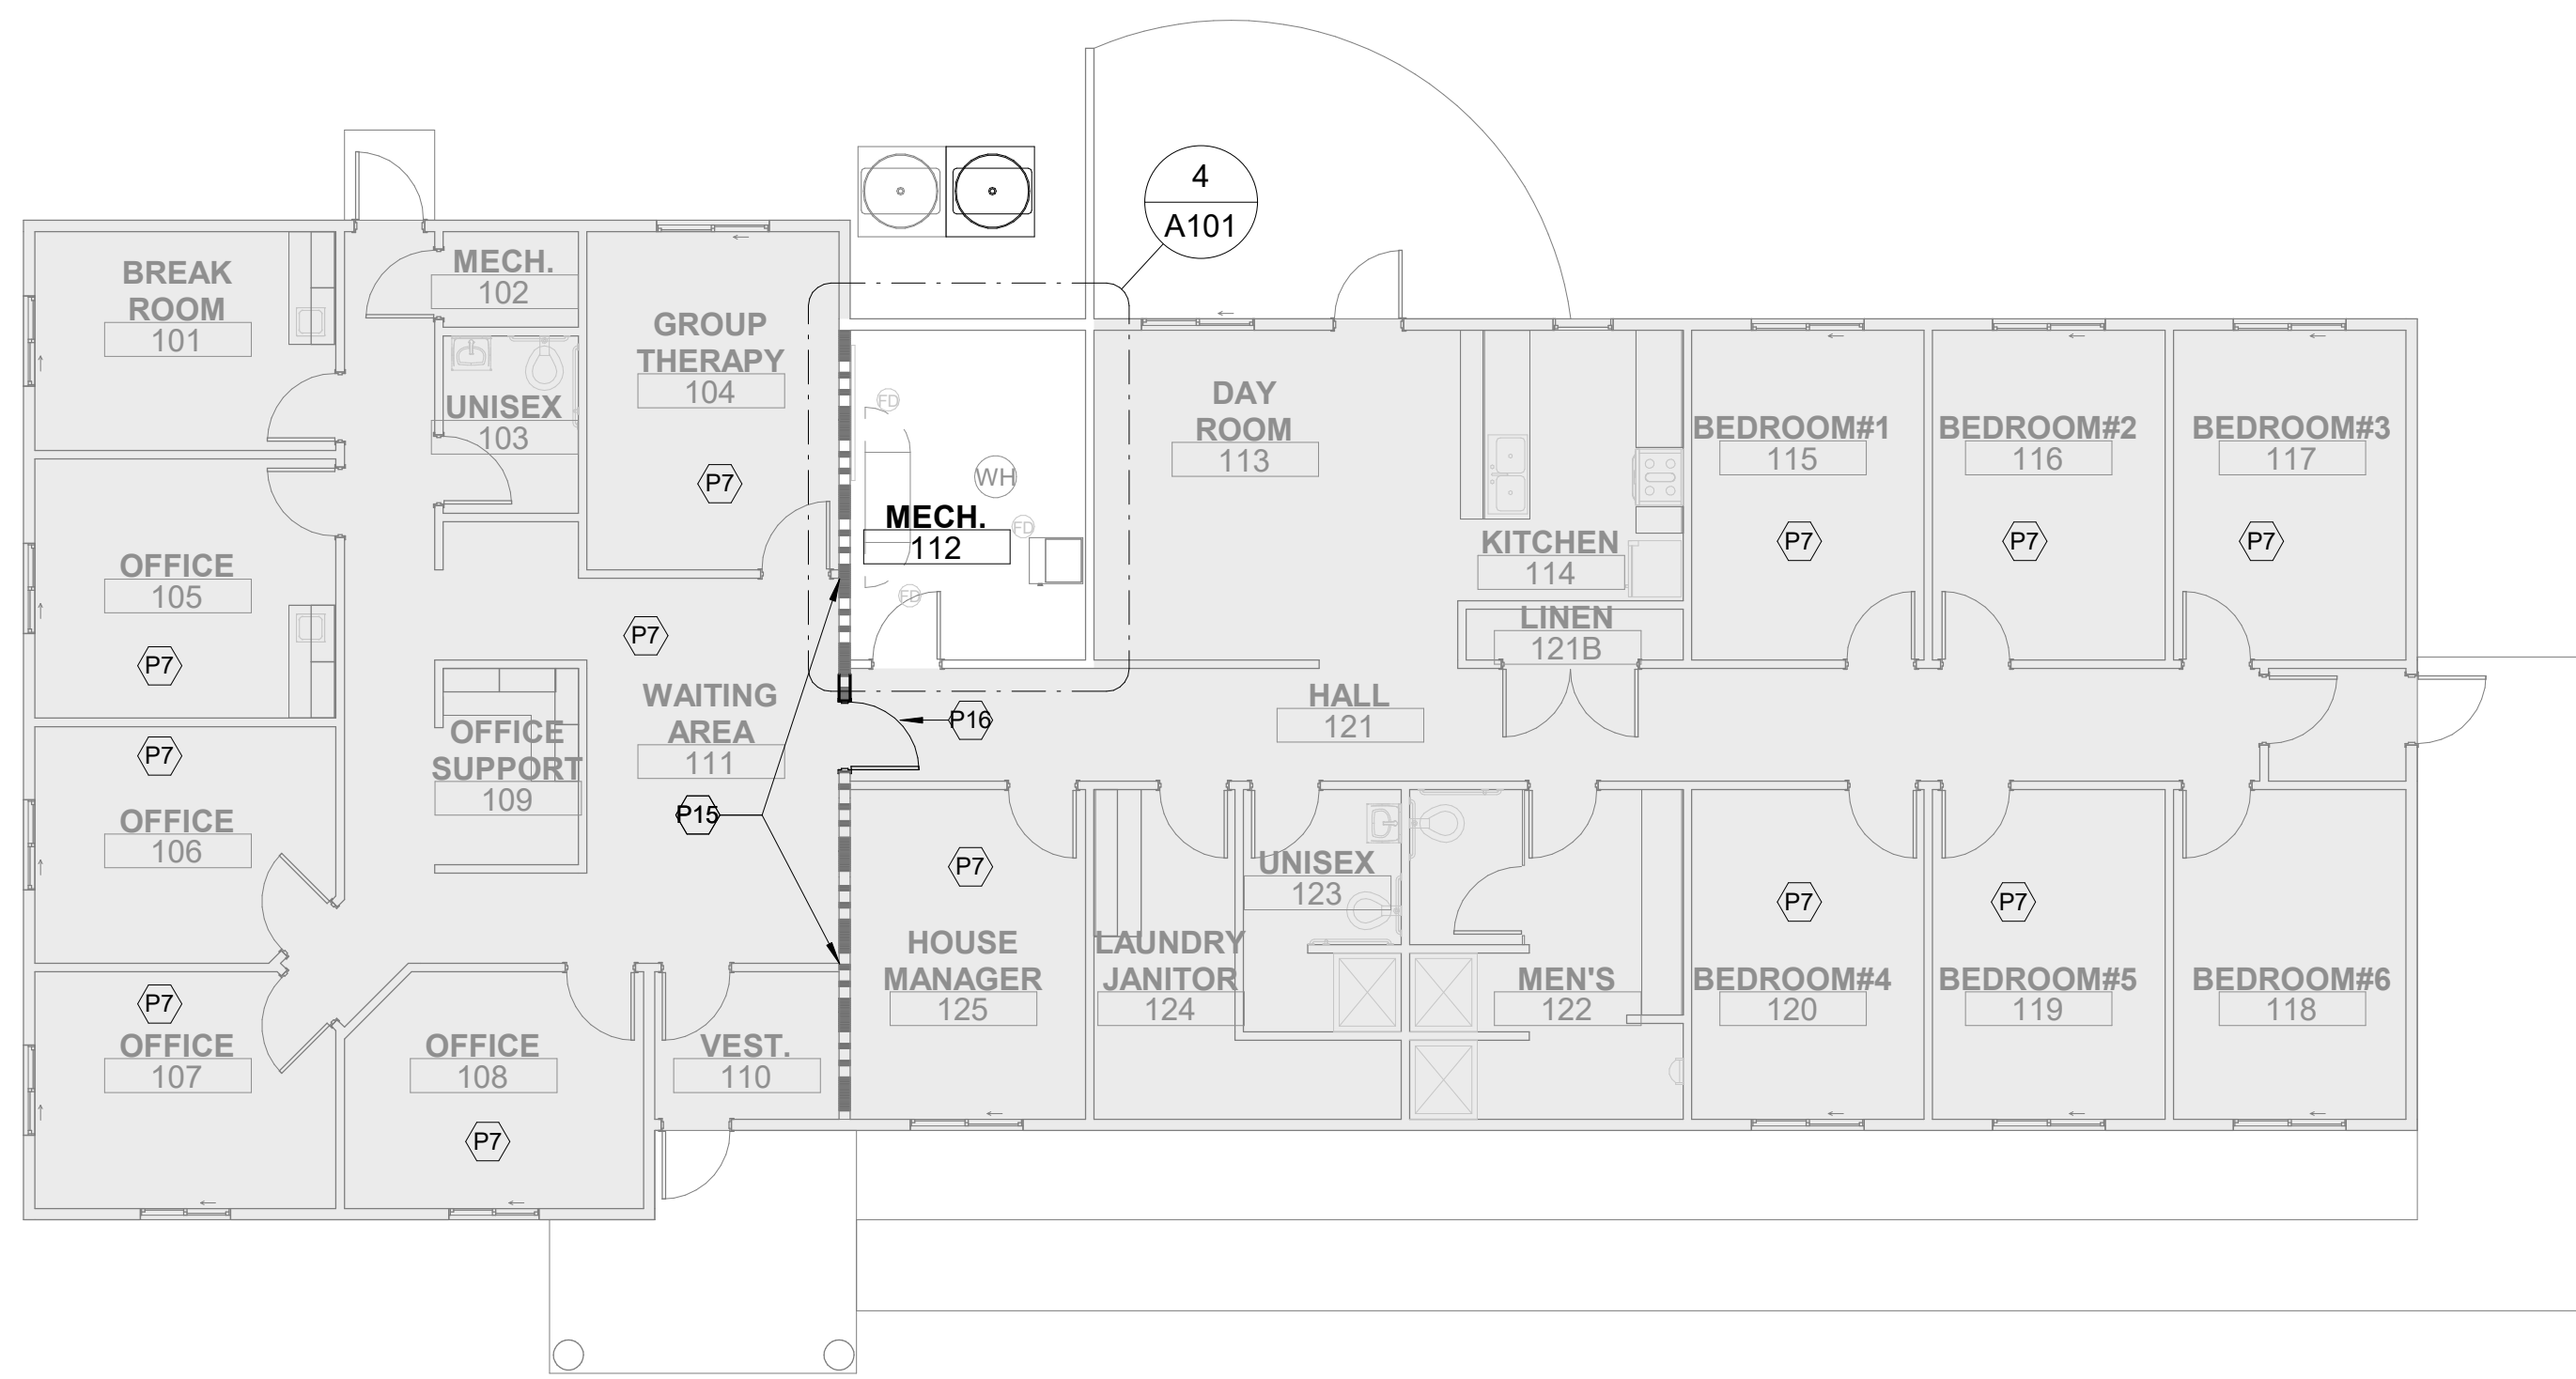 4
A101
BREAK
ROOM
101
MECH.
102
UNISEX
103
GROUP
THERAPY
104
P7
FD
WH
FD
MECH.
112
FD
DAY
ROOM
113
KITCHEN
114
LINEN
121B
BEDROOM#1
115
P7
BEDROOM#2
116
P7
BEDROOM#3
117
P7
OFFICE
105
P7
P7
WAITING
AREA
111
P16
HALL
121
P7
OFFICE
106
OFFICE
SUPPORT
109
P15
P7
OFFICE
107
OFFICE
108
P7
VEST.
110
P7
HOUSE
MANAGER
125
LAUNDRY
JANITOR
124
UNISEX
123
MEN'S
122
P7
BEDROOM#4
120
P7
BEDROOM#5
119
BEDROOM#6
118